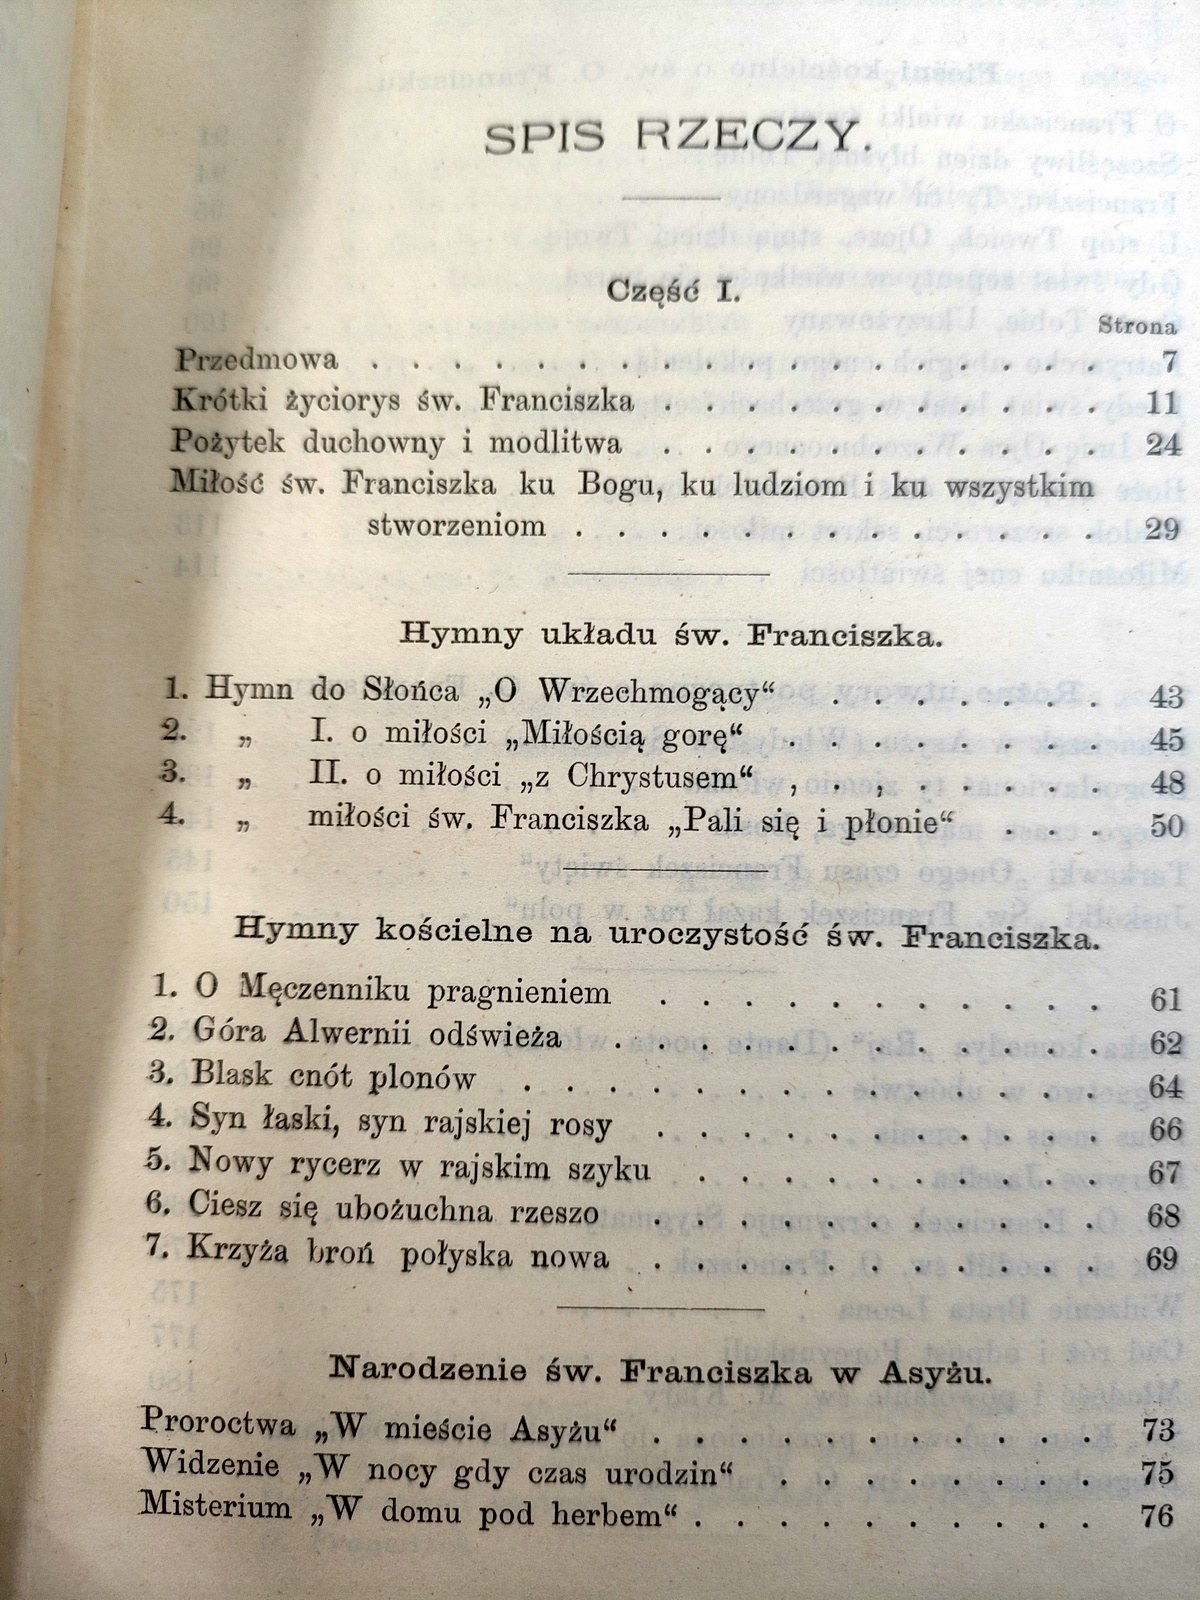 SPIS RZECZY.
Część I.
Strona
Przedmowa . . . . . . . . . . . . . . . . . . 7
Krótki życiorys św. Franciszka . . . . . . . . . . . 11
Pożytek duchowny i modlitwa . . . . . . . . . . . 24
Miłość św. Franciszka ku Bogu, ku ludziom i ku wszystkim
stworzeniom . . . . . . . . . . . . . 29
Hymny układu św. Franciszka.
1. Hymn do Słońca „O Wrzechmogący“ . . . . . . . 43
2. „ I. o miłości „Miłością gorę“ . . . . . . . . 45
3. „ II. o miłości „z Chrystusem“ , . , . . . . . 48
4. „ miłości św. Franciszka „Pali się i płonie“ . . . 50
Hymny kościelne na uroczystość św. Franciszka.
1. O Męczenniku pragnieniem . . . . . . . . . . . 61
2. Góra Alwernii odświeża . . . . . . . . . . . . 62
3. Blask cnót plonów . . . . . . . . . . . . . . 64
4. Syn łąski, syn rajskiej rosy . . . . . . . . . . . 66
5. Nowy rycerz w rajskim szyku . . . . . . . . . . 67
6. Ciesz się ubożuchna rzeszo . . . . . . . . . . . 68
7. Krzyża broń połyska nowa . . . . . . . . . . . 69
Narodzenie św. Franciszka w Asyżu.
Proroctwa „W mieście Asyżu“ . . . . . . . . . . . 73
Widzenie „W nocy gdy czas urodzin“ . . . . . . . . 75
Misterium „W domu pod herbem“ . . . . . . . . . . 76